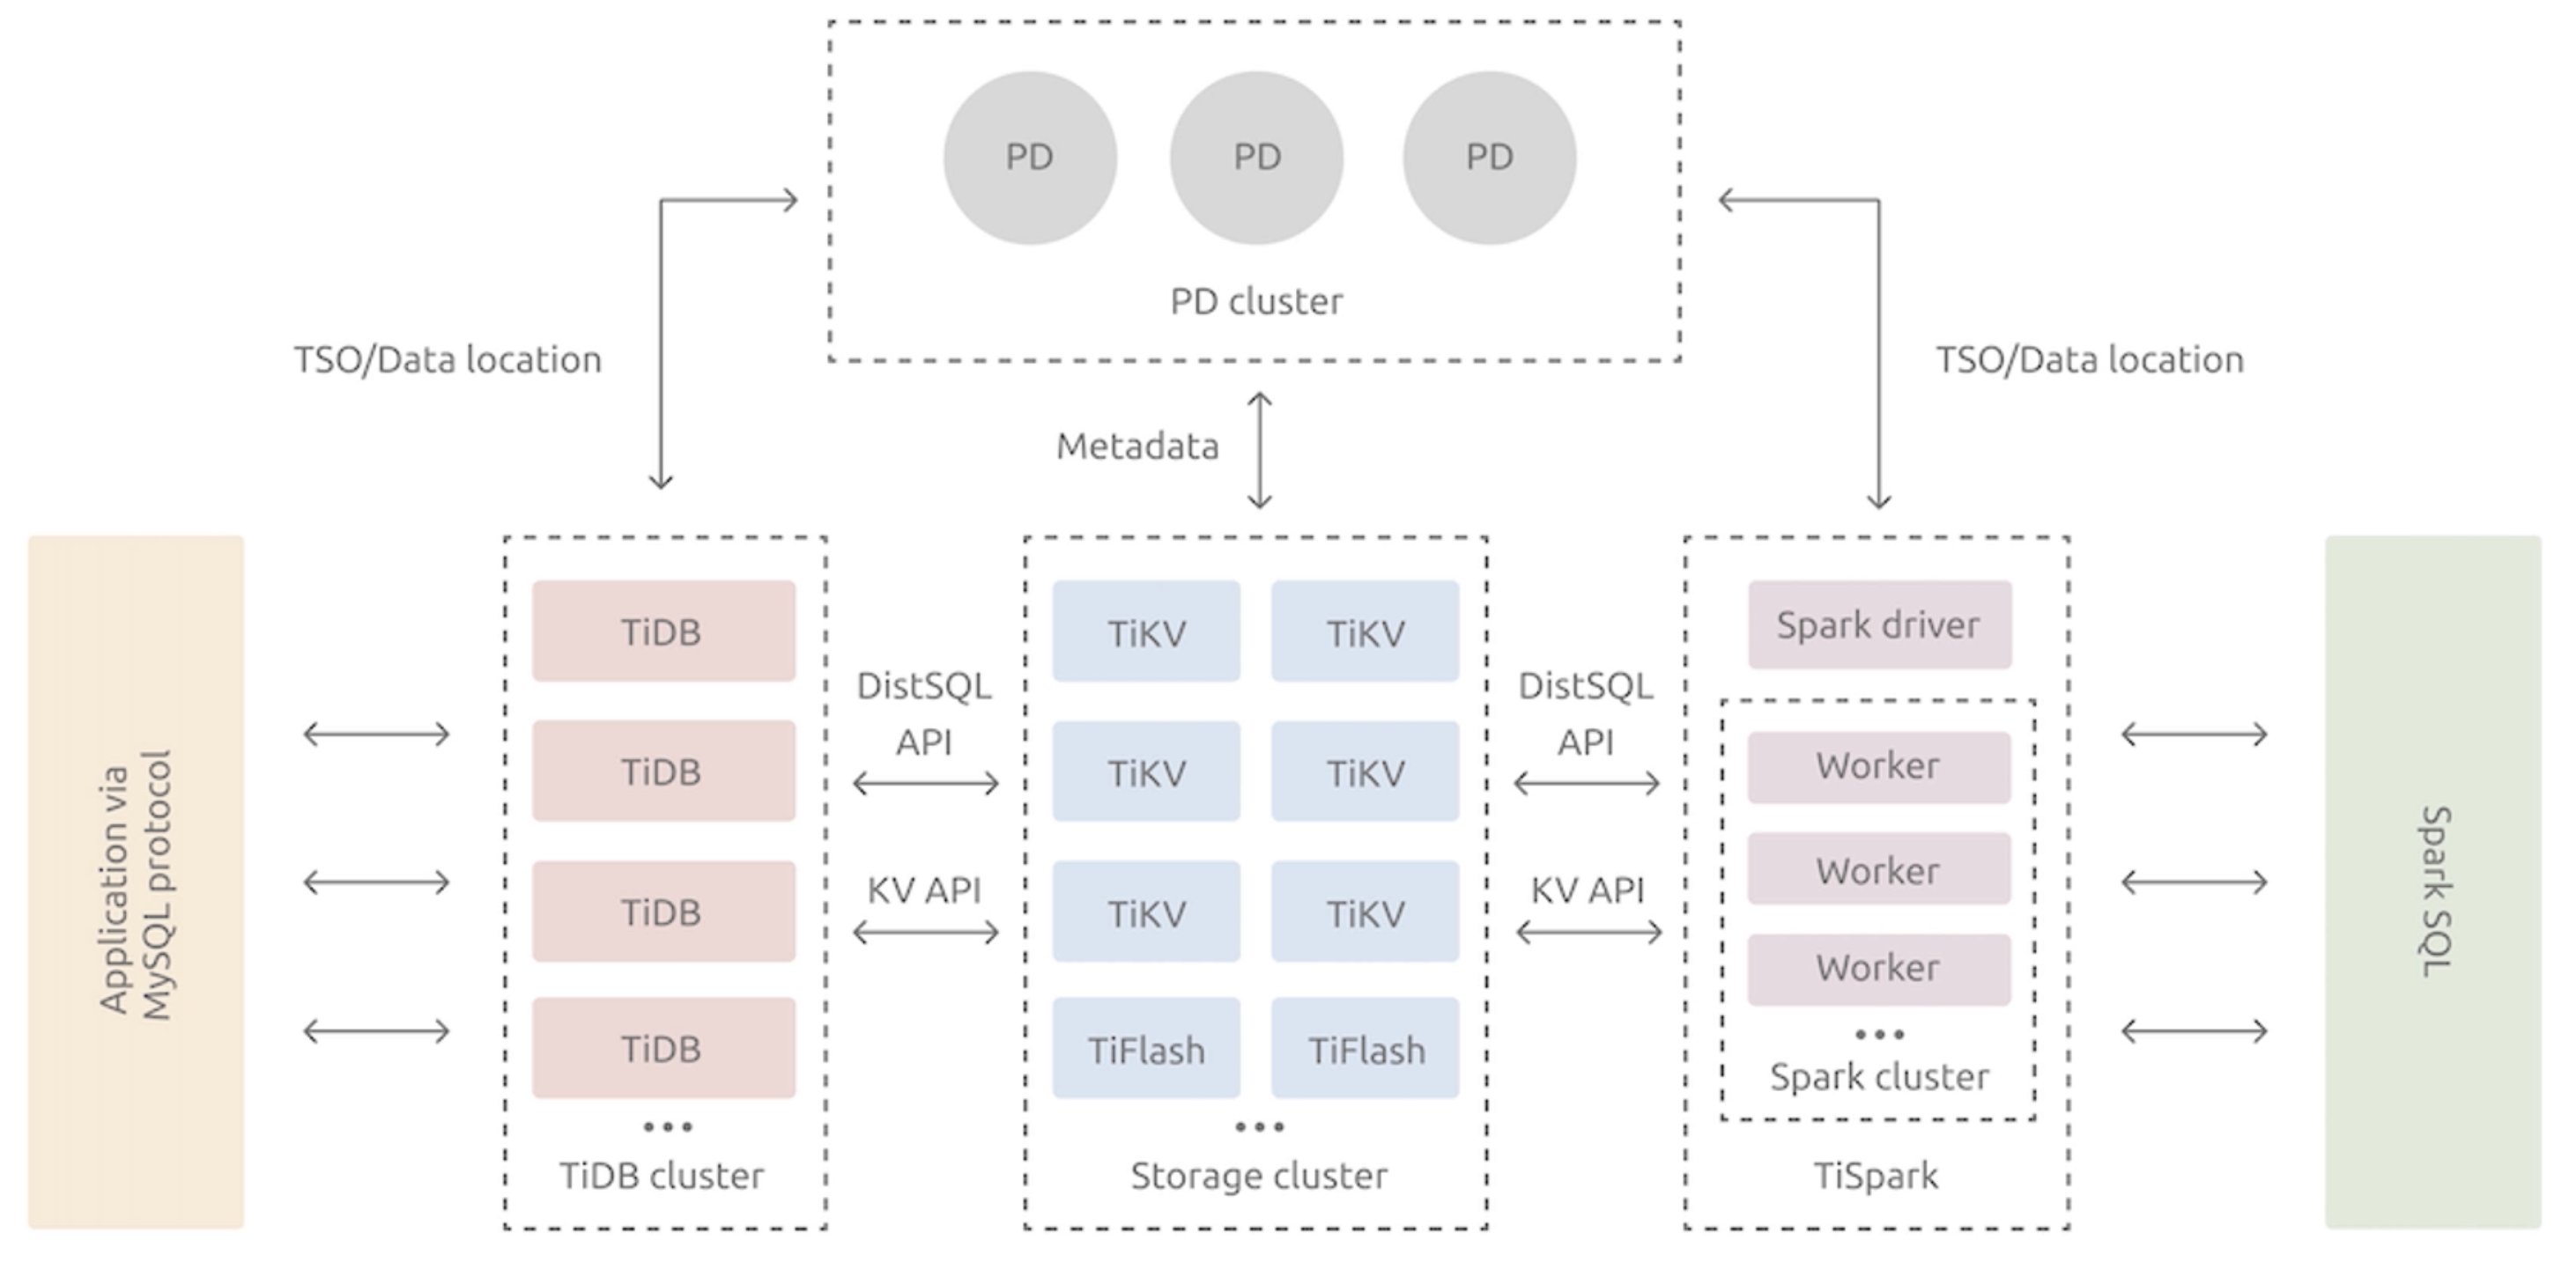 PD
PD
PD
PD cluster
TSO/Data location
TSO/Data location
Metadata
Application via
MySQL protocol
TiDB
TiDB
TiDB
TiDB
...
TiDB cluster
DistSQL
API
KV API
TiKV
TiKV
TiKV
TiKV
TiKV
TiKV
TiFlash
TiFlash
...
Storage cluster
DistSQL
API
KV API
Spark driver
Worker
Worker
Worker
...
Spark cluster
TiSpark
Spark SQL